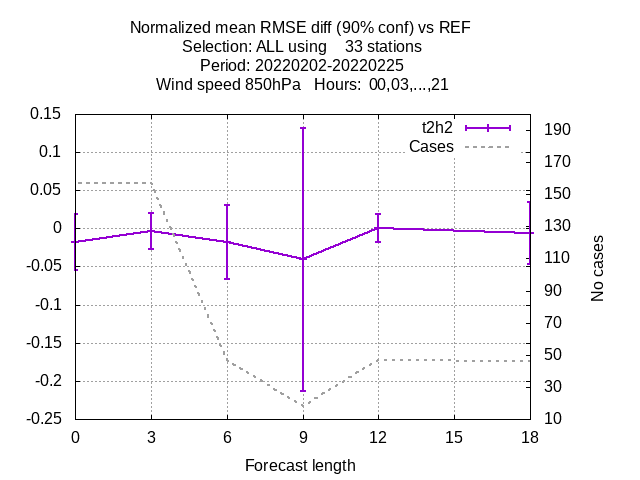 Normalized mean RMSE diff (90% conf) vs REF
Selection: ALL using    33 stations
Period: 20220202-20220225
Wind speed 850hPa   Hours:  00,03,...,21
t2h2
Cases
0.15
0.1
0.05
0
-0.05
-0.1
-0.15
-0.2
-0.25
190
170
150
130
110
90
70
50
30
10
No cases
0 3 6 9 12 15 18
Forecast length